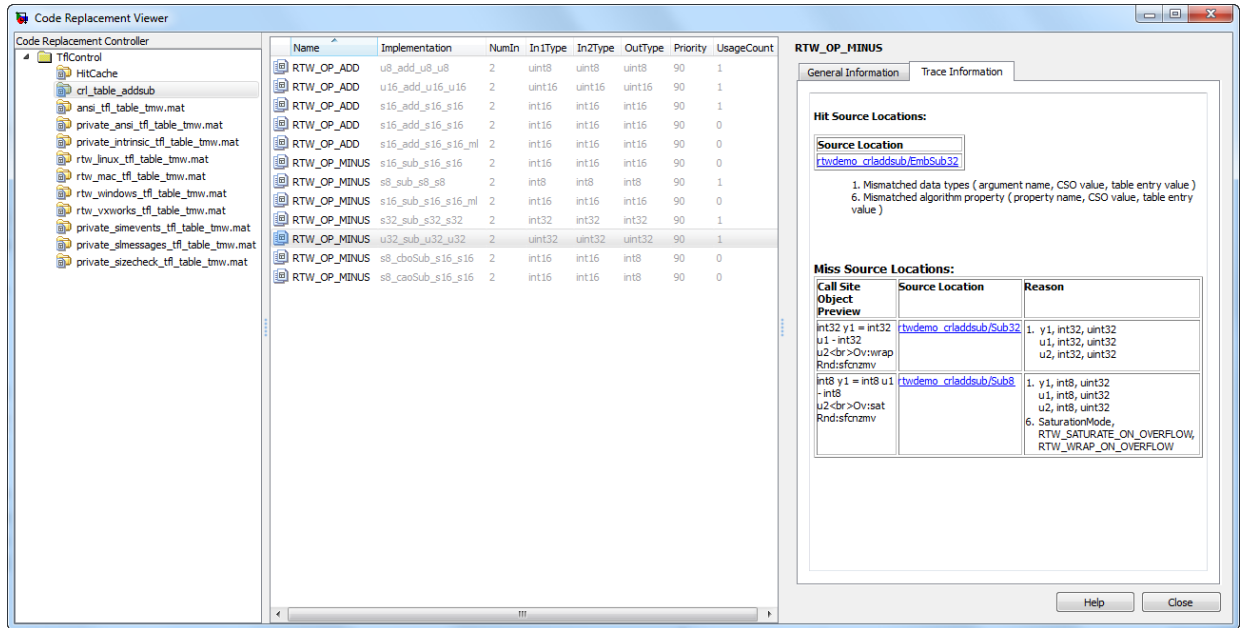 Code Replacement Viewer
Code Replacement Controller
TflControl
HitCache
crl_table_addsub
ansi_tfl_table_tmw.mat
private_ansi_tfl_table_tmw.mat
private_intrinsic_tfl_table_tmw.mat
rtw_linux_tfl_table_tmw.mat
rtw_mac_tfl_table_tmw.mat
rtw_windows_tfl_table_tmw.mat
rtw_vxworks_tfl_table_tmw.mat
private_simevents_tfl_table_tmw.mat
private_slmessages_tfl_table_tmw.mat
private_sizecheck_tfl_table_tmw.mat
Name Implementation NumIn In1Type In2Type OutType Priority UsageCount
RTW_OP_ADD u8_add_u8_u8 2 uint8 uint8 uint8 90 1
RTW_OP_ADD u16_add_u16_u16 2 uint16 uint16 uint16 90 1
RTW_OP_ADD s16_add_s16_s16 2 int16 int16 int16 90 1
RTW_OP_ADD s16_add_s16_s16 2 int16 int16 int16 90 0
RTW_OP_ADD s16_add_s16_s16_ml 2 int16 int16 int16 90 0
RTW_OP_MINUS s16_sub_s16_s16 2 int16 int16 int16 90 0
RTW_OP_MINUS s8_sub_s8_s8 2 int8 int8 int8 90 1
RTW_OP_MINUS s16_sub_s16_s16_ml 2 int16 int16 int16 90 0
RTW_OP_MINUS s32_sub_s32_s32 2 int32 int32 int32 90 1
RTW_OP_MINUS u32_sub_u32_u32 2 uint32 uint32 uint32 90 1
RTW_OP_MINUS s8_cboSub_s16_s16 2 int16 int16 int8 90 0
RTW_OP_MINUS s8_caoSub_s16_s16 2 int16 int16 int8 90 0
RTW_OP_MINUS
General Information Trace Information
Hit Source Locations:
Source Location
rtwdemo_crladdsub/EmbSub32
1. Mismatched data types ( argument name, CSO value, table entry value )
6. Mismatched algorithm property ( property name, CSO value, table entry
value )
Miss Source Locations:
Call Site Source Location Reason
Object
Preview
int32 y1 = int32 rtwdemo_crladdsub/Sub32 1. y1, int32, uint32
u1 - int32 u1, int32, uint32
u2<br>Ov:wrap u2, int32, uint32
Rnd:sfcnzmv
int8 y1 = int8 u1 rtwdemo_crladdsub/Sub8 1. y1, int8, uint32
- int8 u1, int8, uint32
u2<br>Ov:sat u2, int8, uint32
Rnd:sfcnzmv 6. SaturationMode,
RTW_SATURATE_ON_OVERFLOW,
RTW_WRAP_ON_OVERFLOW
Help Close